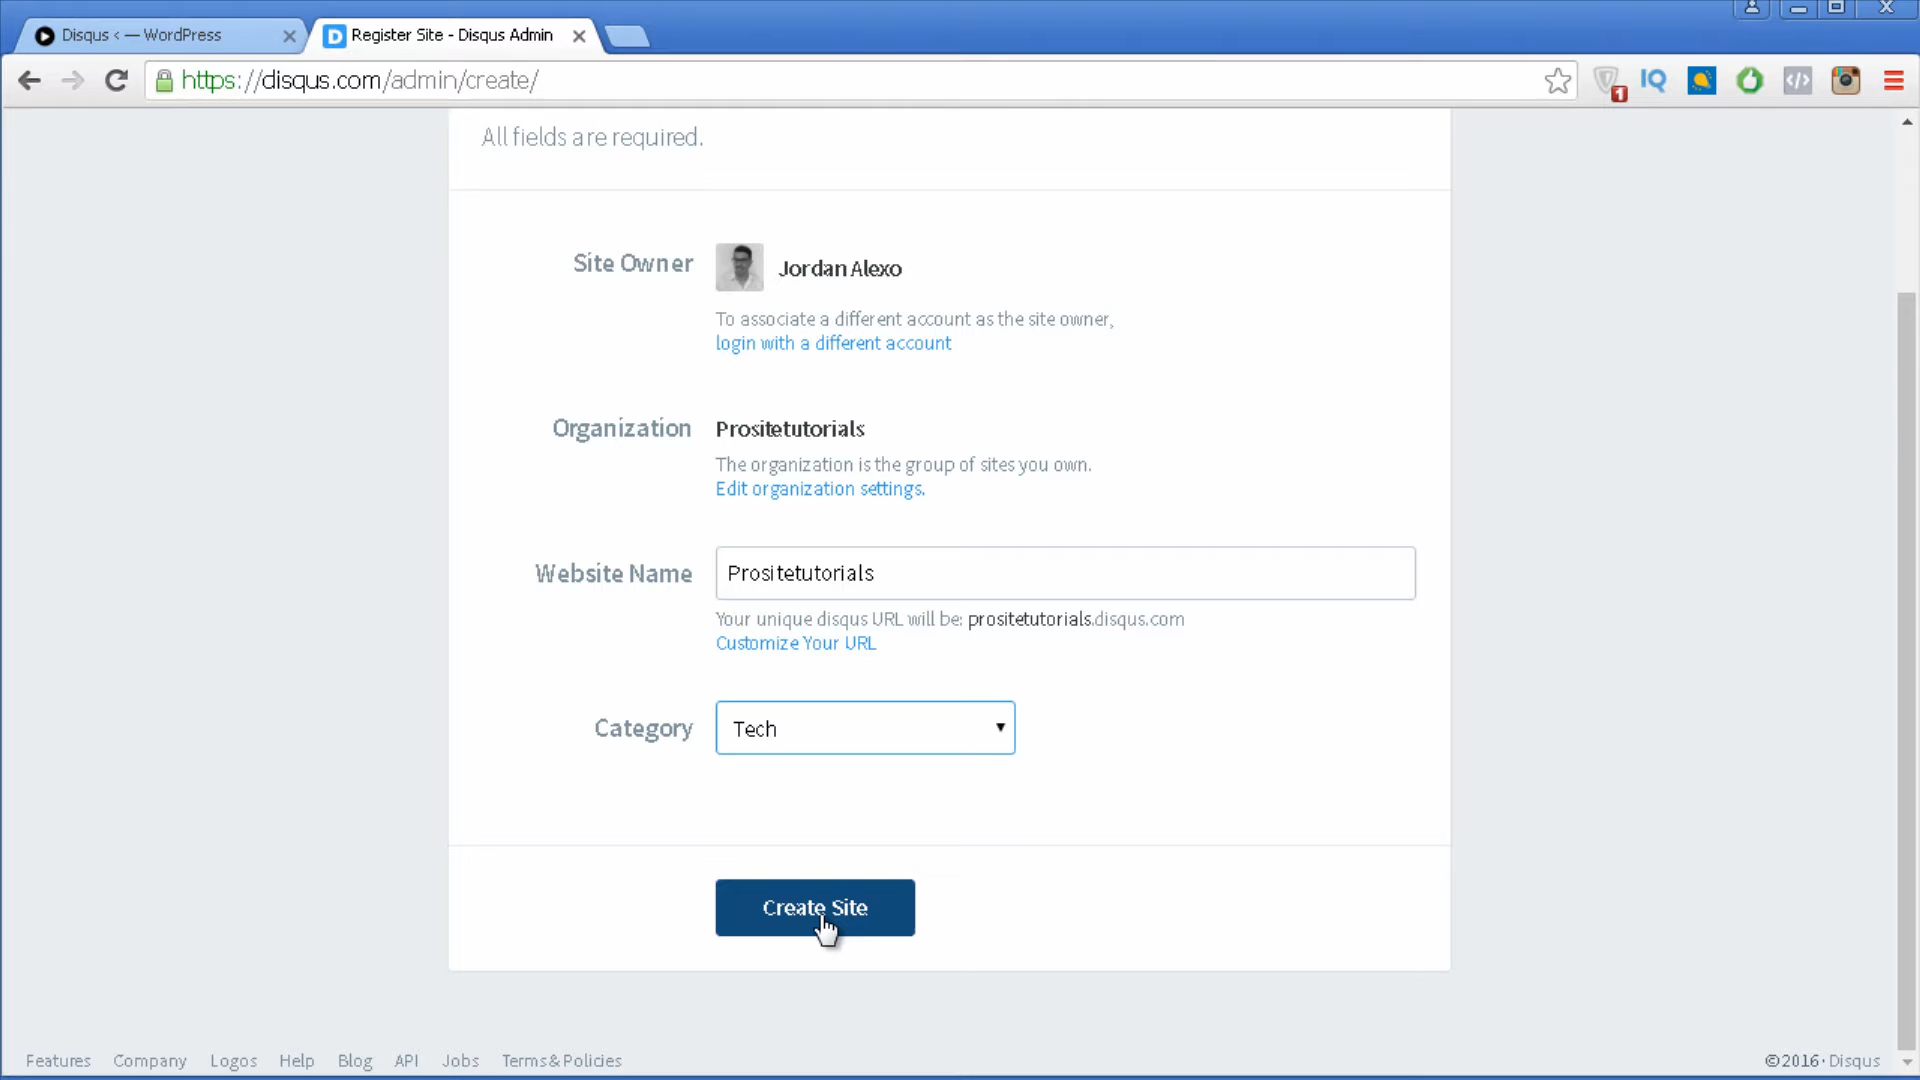 Disqus < — WordPress
Register Site - Disqus Admin
https://disqus.com/admin/create/
1
IQ
All fields are required.
Site Owner
Jordan Alexo
To associate a different account as the site owner,
login with a different account
Organization
Prositetutorials
The organization is the group of sites you own.
Edit organization settings.
Website Name
Prositetutorials
Your unique disqus URL will be: prositetutorials.disqus.com
Customize Your URL
Category
Tech
Create Site
Features Company Logos Help Blog API Jobs Terms & Policies
©2016 · Disqus